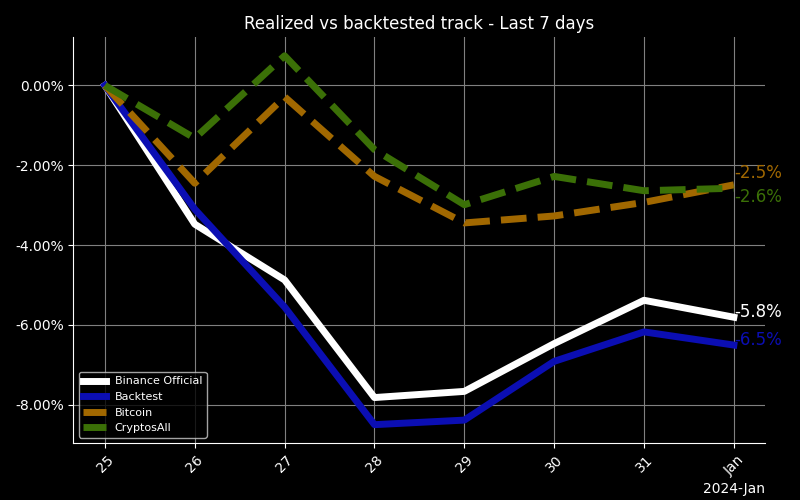 Realized vs backtested track - Last 7 days
0.00%
-2.00%
-4.00%
-6.00%
-8.00%
-2.5%
-2.6%
-5.8%
-6.5%
Binance Official
Backtest
Bitcoin
CryptosAll
25
26
27
28
29
30
31
Jan
2024-Jan